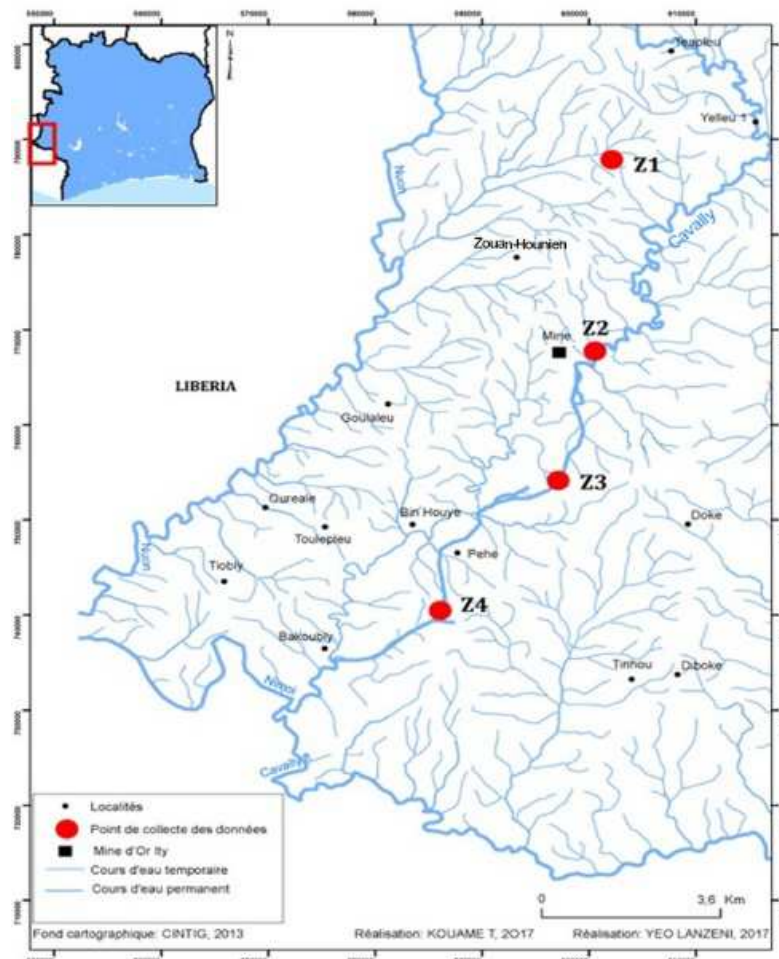 570000
N
Teapleu
Yelleu 1
Z1
Nuon
Cavally
Zouan-Hounien
Z2
Mine
LIBERIA
Goulaleu
Z3
Bin Houye
Doke
Toulepleu
Pehe
Nuon
Tiobly
Z4
Bakoubly
Tinhou
Diboke
Cavally
Localités
Point de collecte des données
Mine d'Or Ity
Cours d'eau temporaire
Cours d'eau permanent
0 3,6 Km
Fond cartographique: CINTIG, 2013 Réalisation: KOUAME T, 2017 Réalisation: YEO LANZENI, 2017